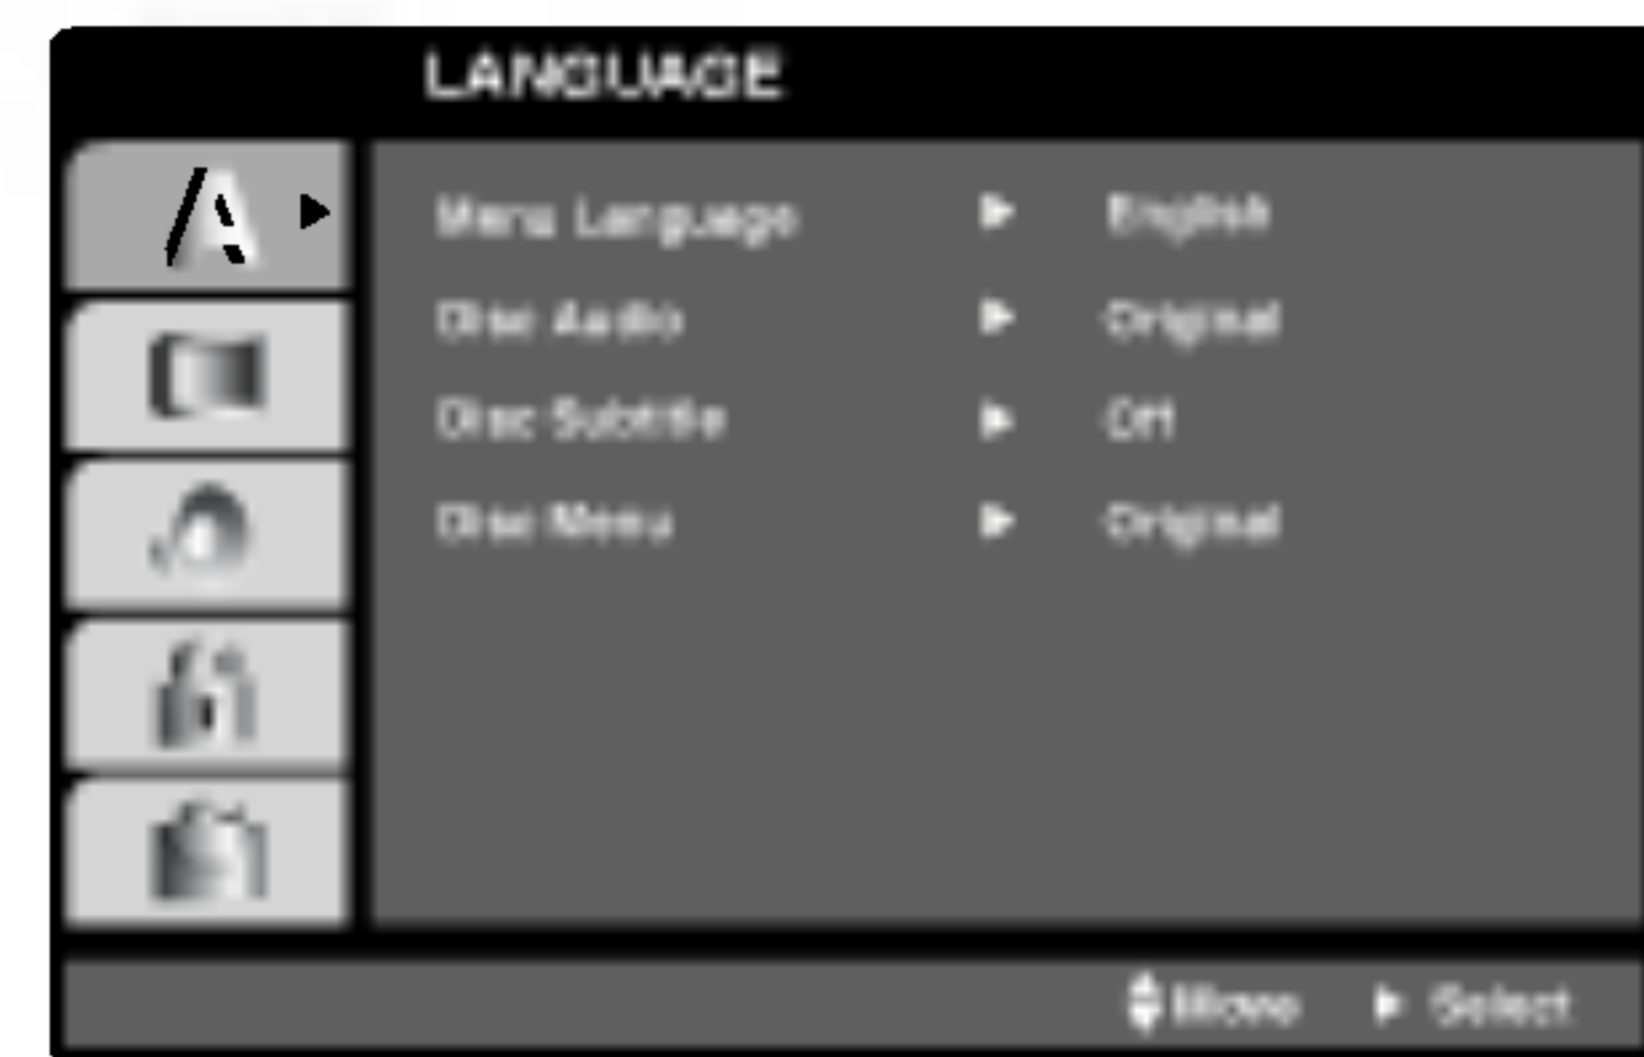 LANGUAGE
Menu Language ► English
Disc Audio ► Original
Disc Subtitle ► Off
Disc Menu ► Original
Move ► Select